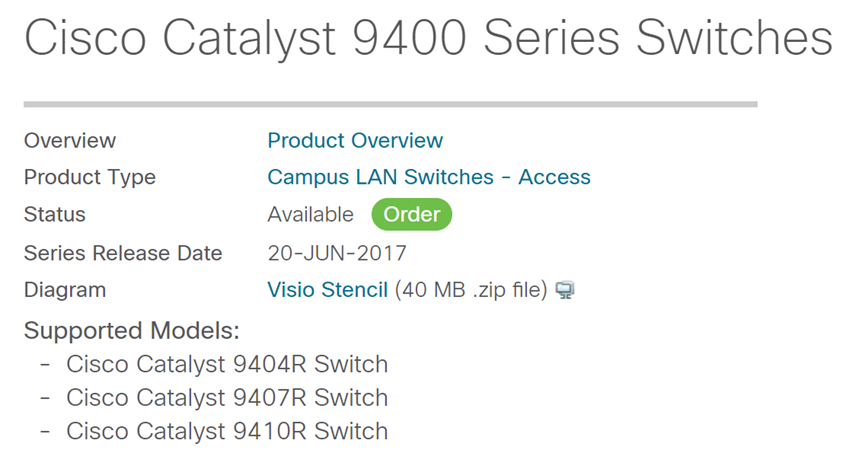 Cisco Catalyst 9400 Series Switches
Overview Product Overview
Product Type Campus LAN Switches - Access
Status Available Order
Series Release Date 20-JUN-2017
Diagram Visio Stencil (40 MB .zip file)
Supported Models:
- Cisco Catalyst 9404R Switch
- Cisco Catalyst 9407R Switch
- Cisco Catalyst 9410R Switch